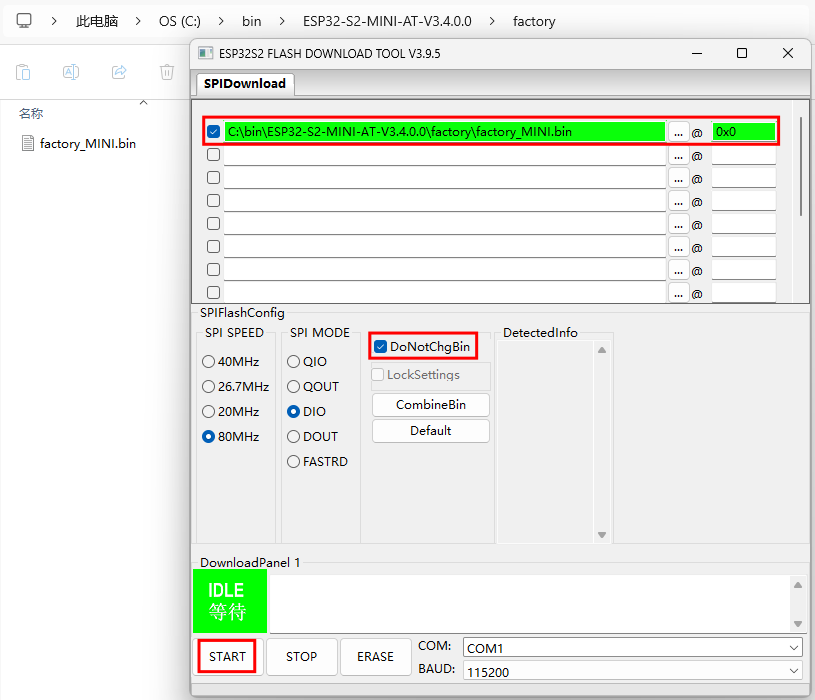 此电脑 > OS (C:) > bin > ESP32-S2-MINI-AT-V3.4.0.0 > factory
ESP32S2 FLASH DOWNLOAD TOOL V3.9.5
SPIDownload
名称
factory_MINI.bin
C:\bin\ESP32-S2-MINI-AT-V3.4.0.0\factory\factory_MINI.bin ... @ 0x0
... @
... @
... @
... @
... @
... @
... @
SPIFlashConfig
SPI SPEED
40MHz
26.7MHz
20MHz
80MHz
SPI MODE
QIO
QOUT
DIO
DOUT
FASTRD
DoNotChgBin
LockSettings
CombineBin
Default
DetectedInfo
DownloadPanel 1
IDLE
等待
START
STOP
ERASE
COM: COM1
BAUD: 115200